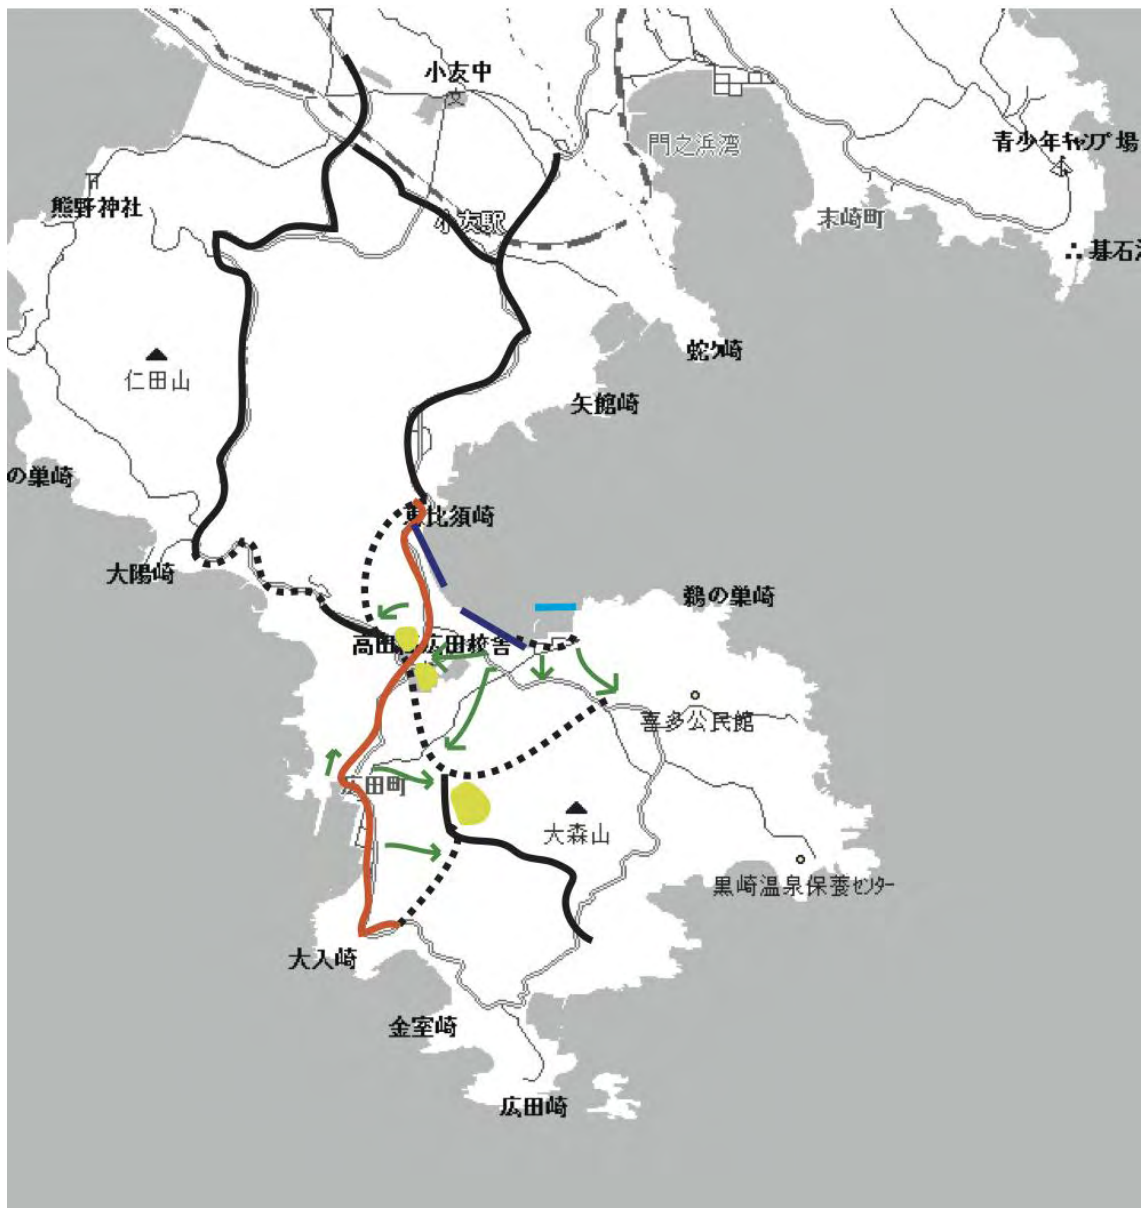 小友中
文
門之浜湾
青少年キャンプ場
熊野神社
小友駅
末崎町
碁石
蛇ケ崎
仁田山
矢館崎
の巣崎
恵比須崎
大陽崎
鵜の巣崎
広田校舎
喜多公民館
広田町
大森山
黒崎温泉保養センター
大入崎
金室崎
広田崎